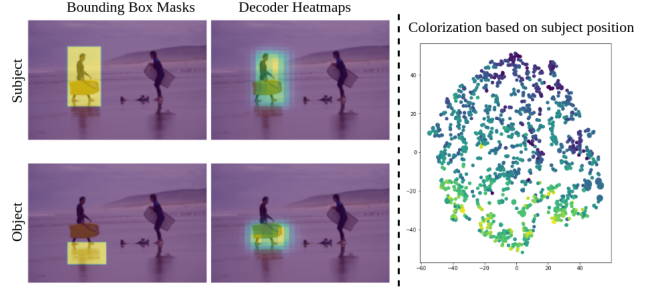 Bounding Box Masks
Decoder Heatmaps
Colorization based on subject position
Subject
Object
40
20
0
−20
−40
−60
−40
−20
0
20
40